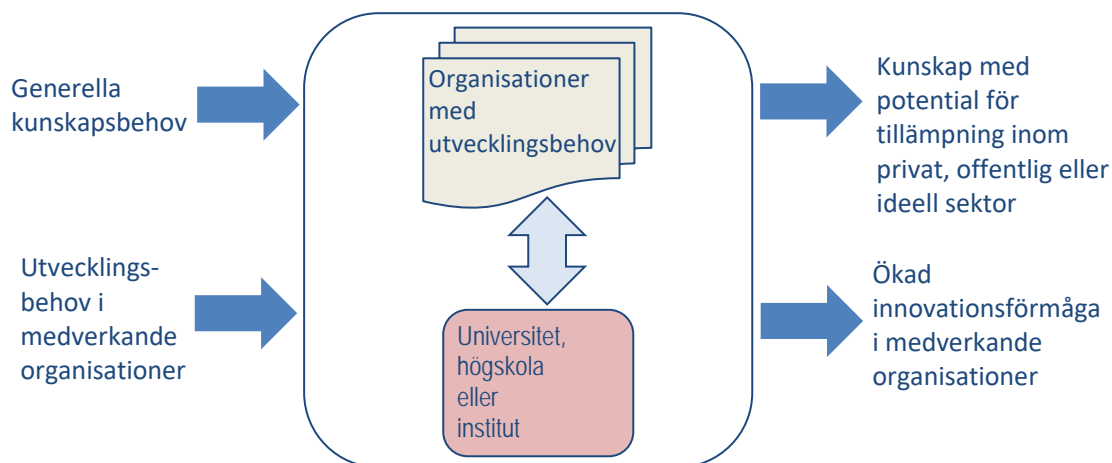 Generella
kunskapsbehov
Utvecklings-
behov i
medverkande
organisationer
Organisationer
med
utvecklingsbehov
Universitet,
högskola
eller
institut
Kunskap med
potential för
tillämpning inom
privat, offentlig eller
ideell sektor
Ökad
innovationsförmåga
i medverkande
organisationer